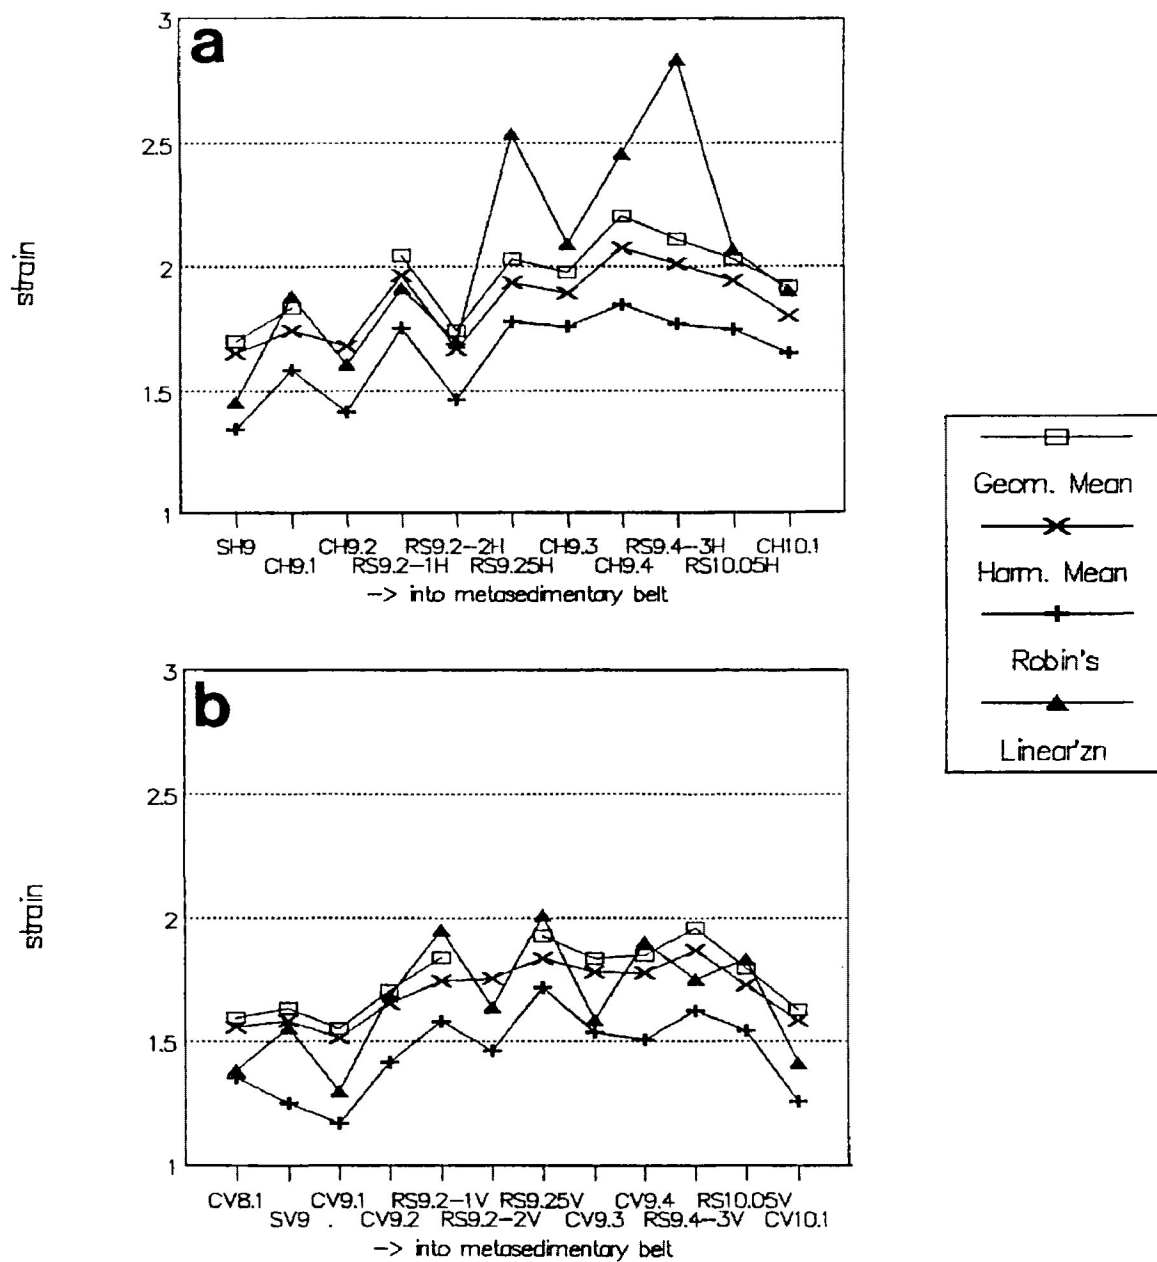 a
3
2.5
2
1.5
1
strain
SH9 CH9.2 RS9.2-2H CH9.3 RS9.4-3H CH10.1
CH9.1 RS9.2-1H RS9.25H CH9.4 RS10.05H
--> into metasedimentary belt
b
3
2.5
2
1.5
1
strain
CV8.1 CV9.1 RS9.2-1V RS9.25V CV9.4 RS10.05V
SV9 . CV9.2 RS9.2-2V CV9.3 RS9.4-3V CV10.1
--> into metasedimentary belt
Geom. Mean
Harm. Mean
Robin's
Linear'zn